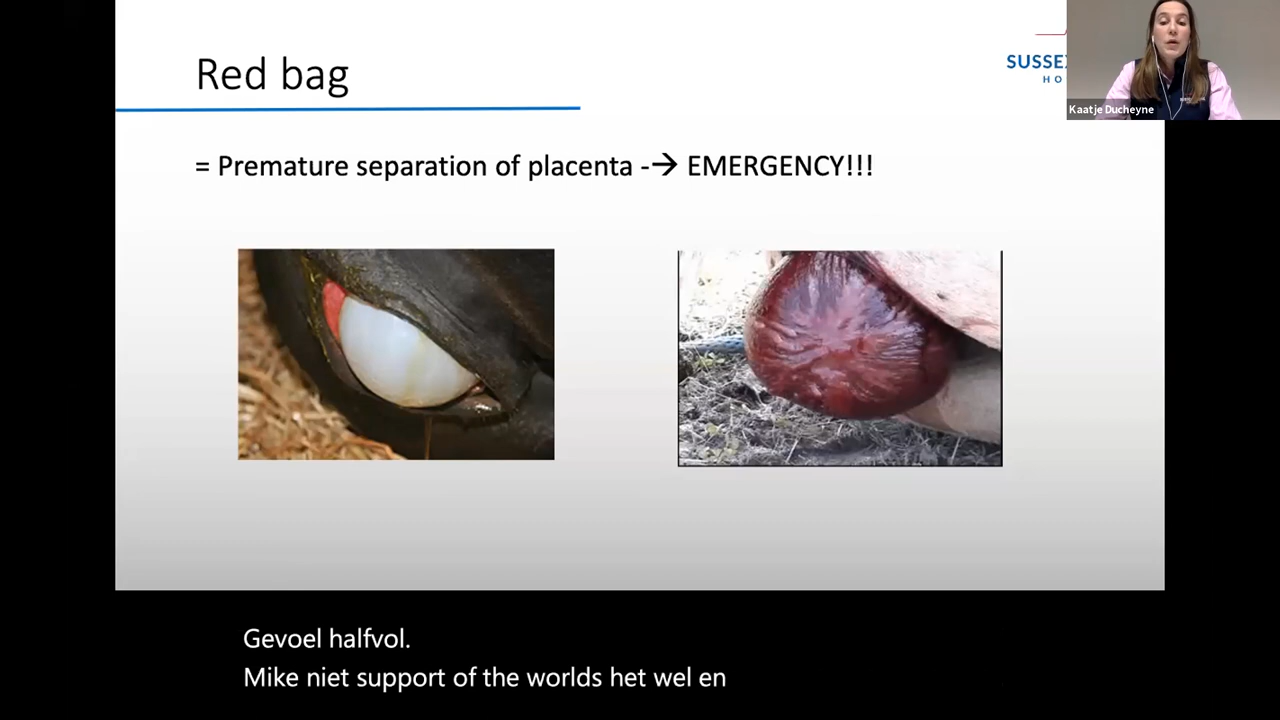 Red bag
SUSSE
HO
Kaatje Ducheyne
= Premature separation of placenta -→ EMERGENCY!!!
Gevoel halfvol.
Mike niet support of the worlds het wel en